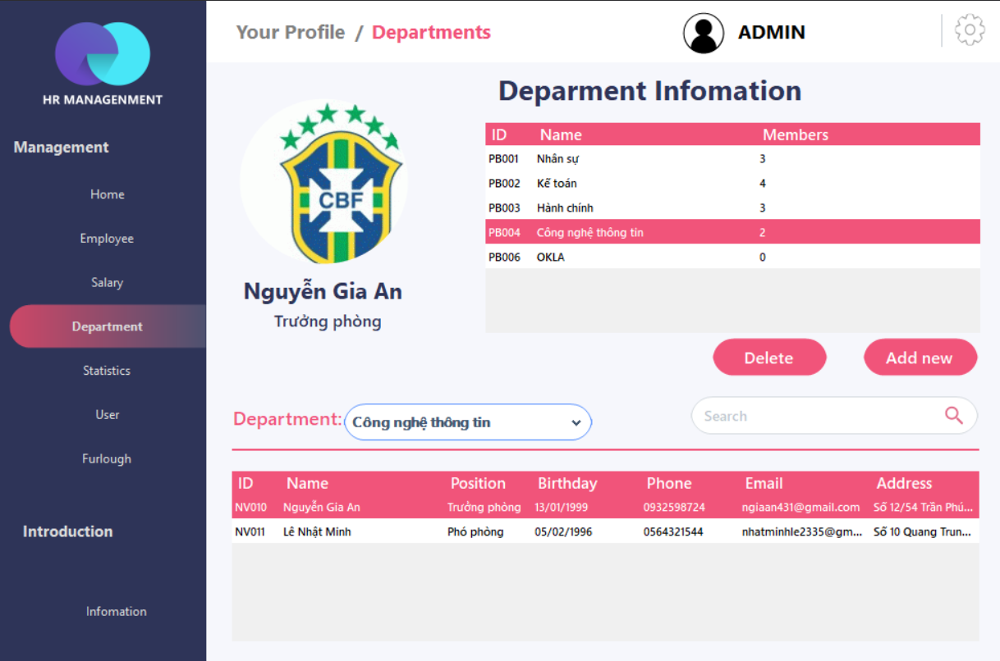 HR MANAGENMENT
Management
Home
Employee
Salary
Department
Statistics
User
Furlough
Introduction
Infomation
Your Profile / Departments
ADMIN
CBF
Nguyễn Gia An
Trưởng phòng
Deparment Infomation
ID Name Members
PB001 Nhân sự 3
PB002 Kế toán 4
PB003 Hành chính 3
PB004 Công nghệ thông tin 2
PB006 OKLA 0
Delete Add new
Department: Công nghệ thông tin
Search
ID Name Position Birthday Phone Email Address
NV010 Nguyễn Gia An Trưởng phòng 13/01/1999 0932598724 ngiaan431@gmail.com Số 12/54 Trần Phú...
NV011 Lê Nhật Minh Phó phòng 05/02/1996 0564321544 nhatminhle2335@gm... Số 10 Quang Trun...